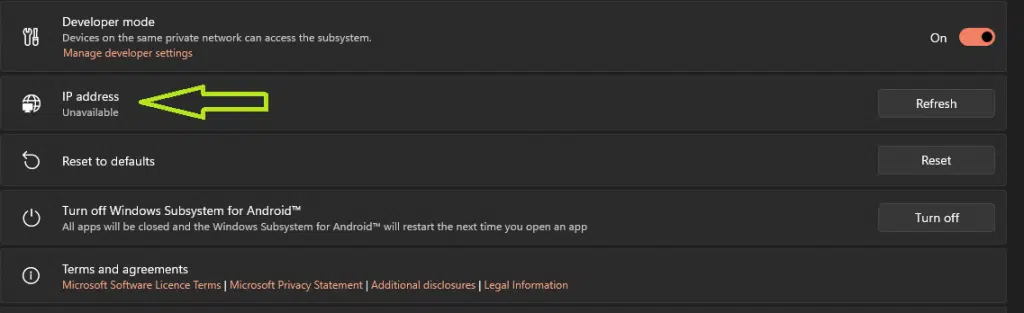 Developer mode
Devices on the same private network can access the subsystem.
On
Manage developer settings
IP address
Unavailable
Refresh
Reset to defaults
Reset
Turn off Windows Subsystem for Android™
All apps will be closed and the Windows Subsystem for Android™ will restart the next time you open an app
Turn off
Terms and agreements
Microsoft Software Licence Terms | Microsoft Privacy Statement | Additional disclosures | Legal Information